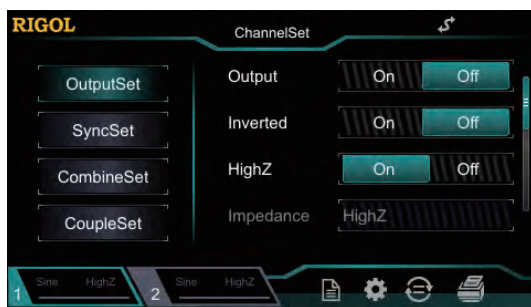 RIGOL
ChannelSet
OutputSet
SyncSet
CombineSet
CoupleSet
Output On Off
Inverted On Off
HighZ On Off
Impedance HighZ
1 Sine HighZ
2 Sine HighZ